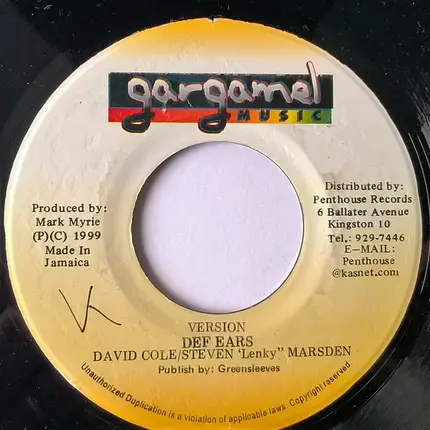 gargamel
MUSIC
Produced by:
Mark Myrie
(P)(C) 1999
Made In
Jamaica
Distributed by:
Penthouse Records
6 Ballater Avenue
Kingston 10
Tel.: 929-7446
E-MAIL:
Penthouse
@kasnet.com
VK
VERSION
DEF EARS
DAVID COLE/STEVEN 'Lenky" MARSDEN
Publish by: Greensleeves
Unauthorized Duplication is a violation of applicable laws. Copyright reserved